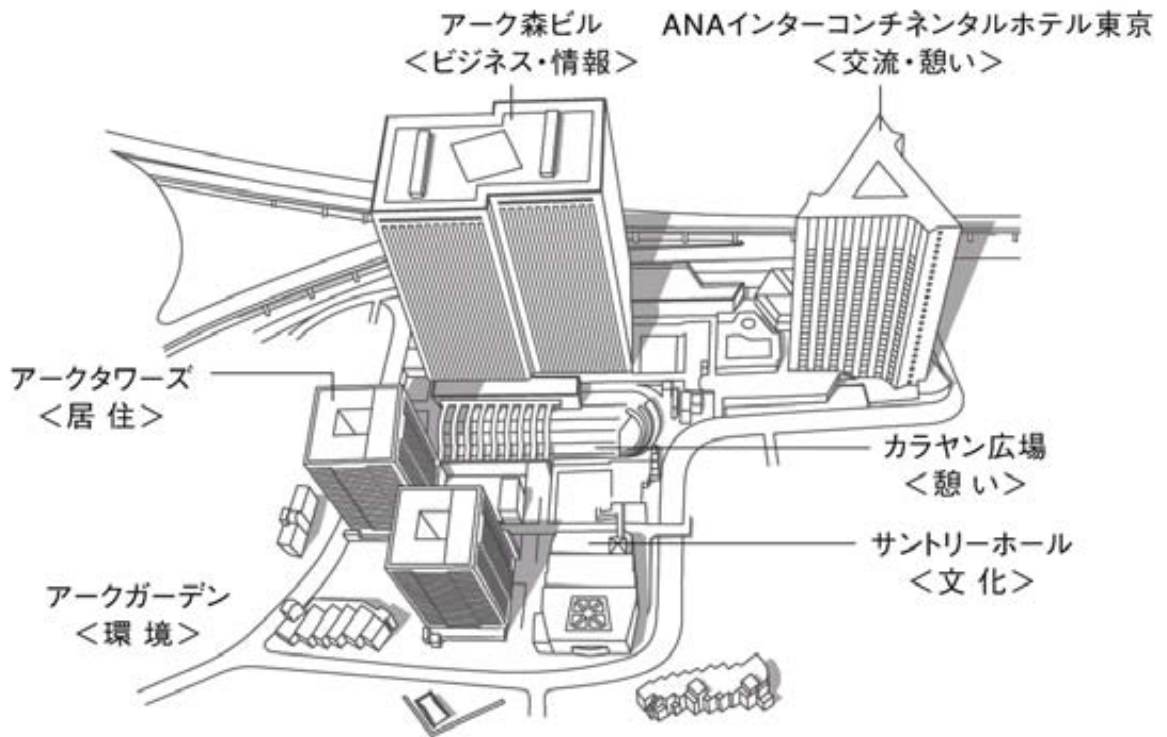 アーク森ビル
<ビジネス・情報>
ANAインターコンチネンタルホテル東京
<交流・憩い>
アークタワーズ
<居 住>
カラヤン広場
<憩 い>
サントリーホール
<文 化>
アークガーデン
<環 境>